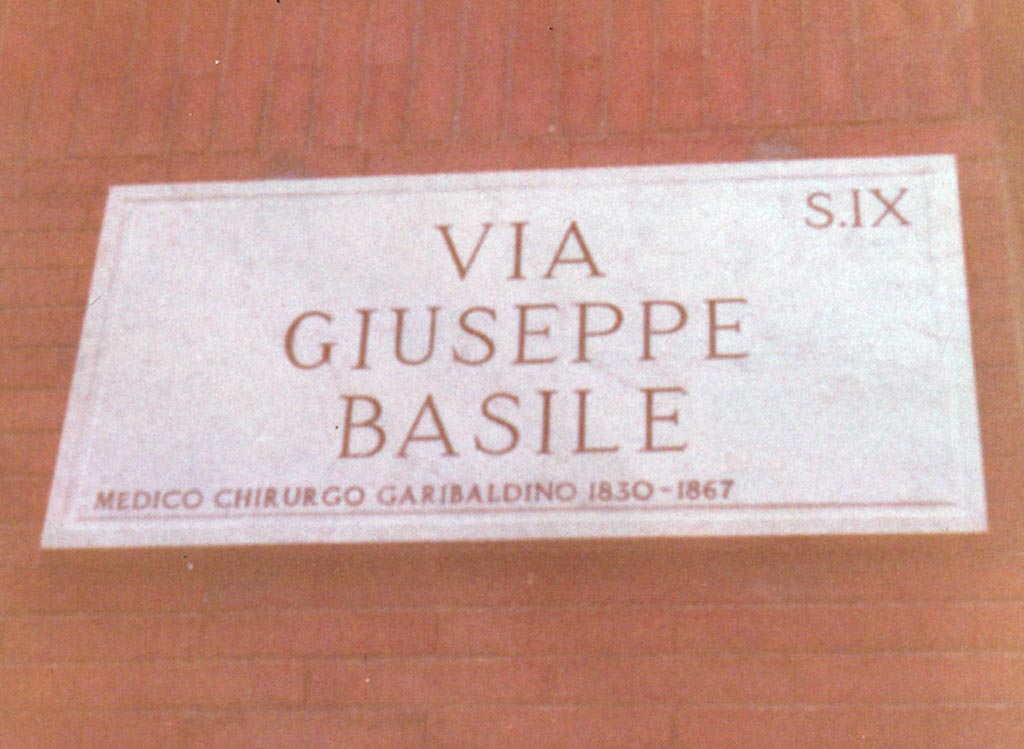 S.IX
VIA
GIUSEPPE
BASILE
MEDICO CHIRURGO GARIBALDINO 1830-1867